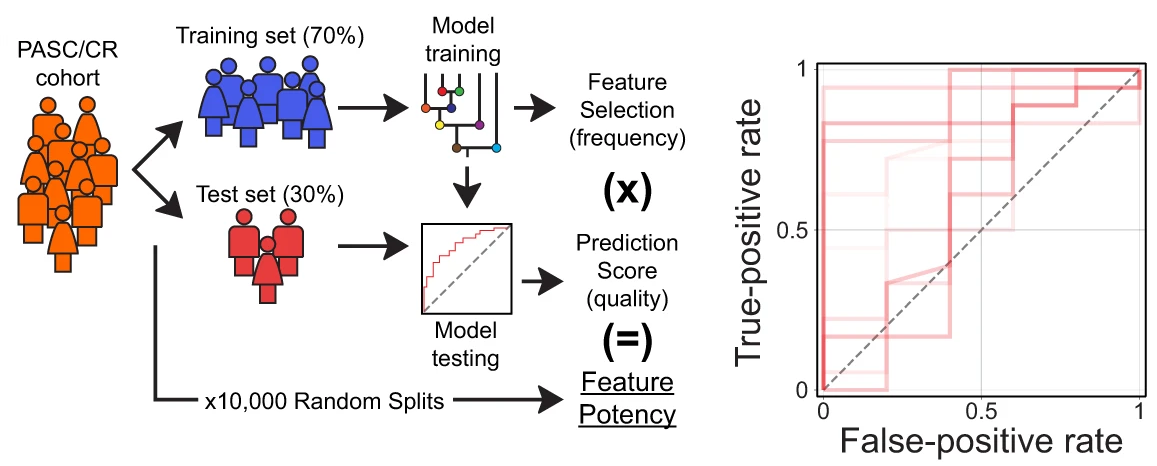 PASC/CR
cohort
Training set (70%)
Test set (30%)
Model
training
Model
testing
Feature
Selection
(frequency)
(x)
Prediction
Score
(quality)
(=)
Feature
Potency
x10,000 Random Splits
True-positive rate
1
0.5
0
0
0.5
1
False-positive rate